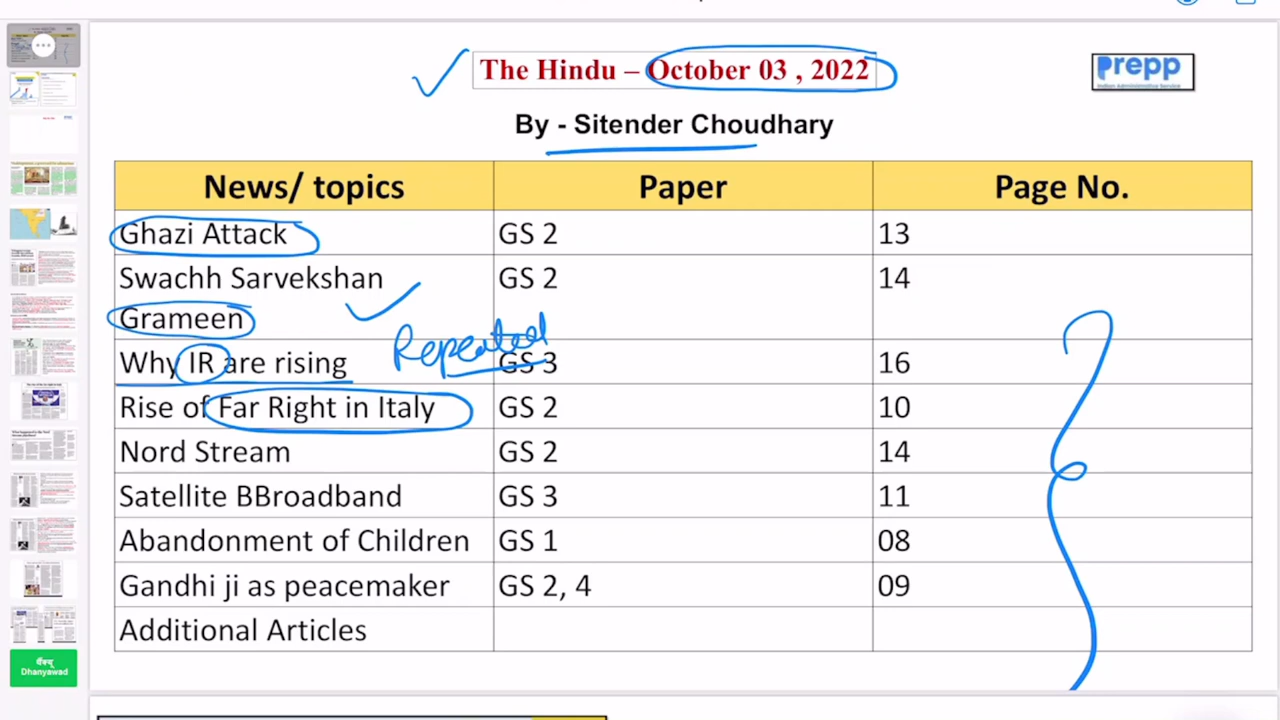 The Hindu – October 03 , 2022
prepp
Indian Administrative Service
By - Sitender Choudhary
News/ topics Paper Page No.
Ghazi Attack GS 2 13
Swachh Sarvekshan GS 2 14
Grameen
Repeated
Why IR are rising GS 3 16
Rise of Far Right in Italy GS 2 10
Nord Stream GS 2 14
Satellite BBroadband GS 3 11
Abandonment of Children GS 1 08
Gandhi ji as peacemaker GS 2, 4 09
Additional Articles
Dhanyawad